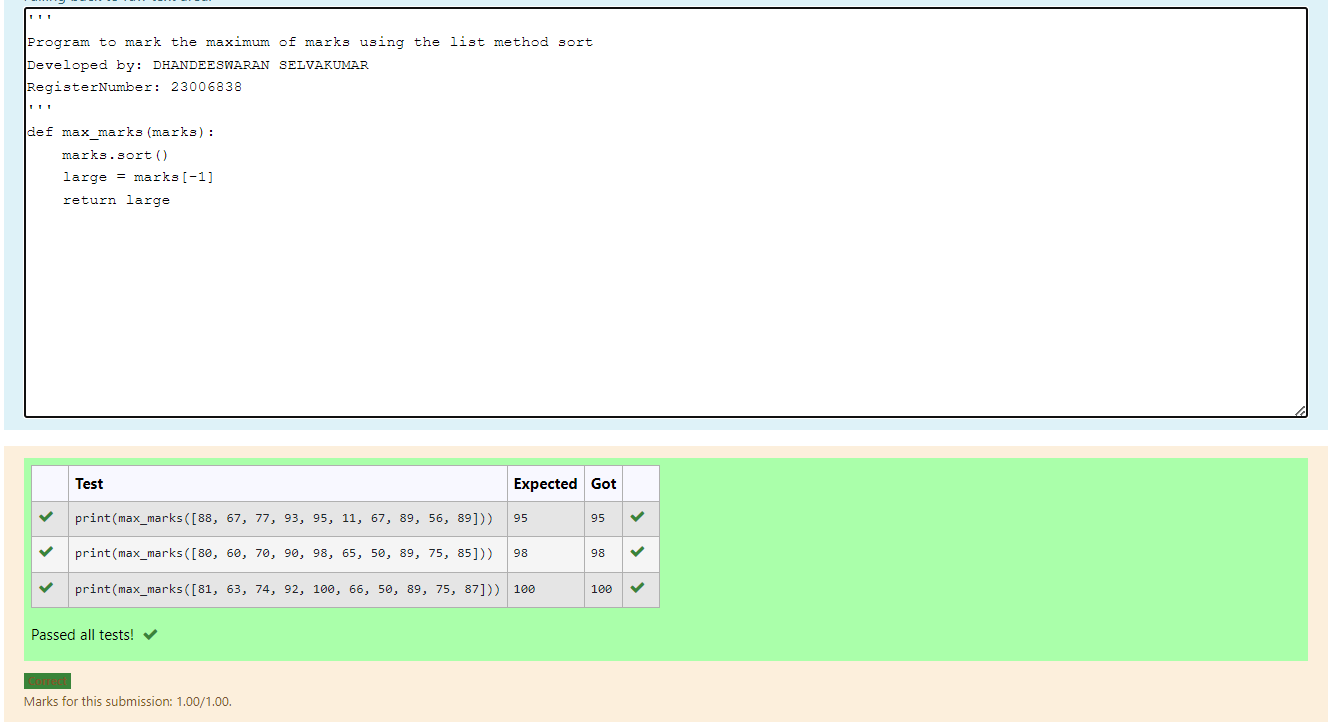 '''
Program to mark the maximum of marks using the list method sort
Developed by: DHANDEESWARAN SELVAKUMAR
RegisterNumber: 23006838
'''
def max_marks(marks):
    marks.sort()
    large = marks[-1]
    return large
Test Expected Got
print(max_marks([88, 67, 77, 93, 95, 11, 67, 89, 56, 89])) 95 95
print(max_marks([80, 60, 70, 90, 98, 65, 50, 89, 75, 85])) 98 98
print(max_marks([81, 63, 74, 92, 100, 66, 50, 89, 75, 87])) 100 100
Passed all tests!
Correct
Marks for this submission: 1.00/1.00.